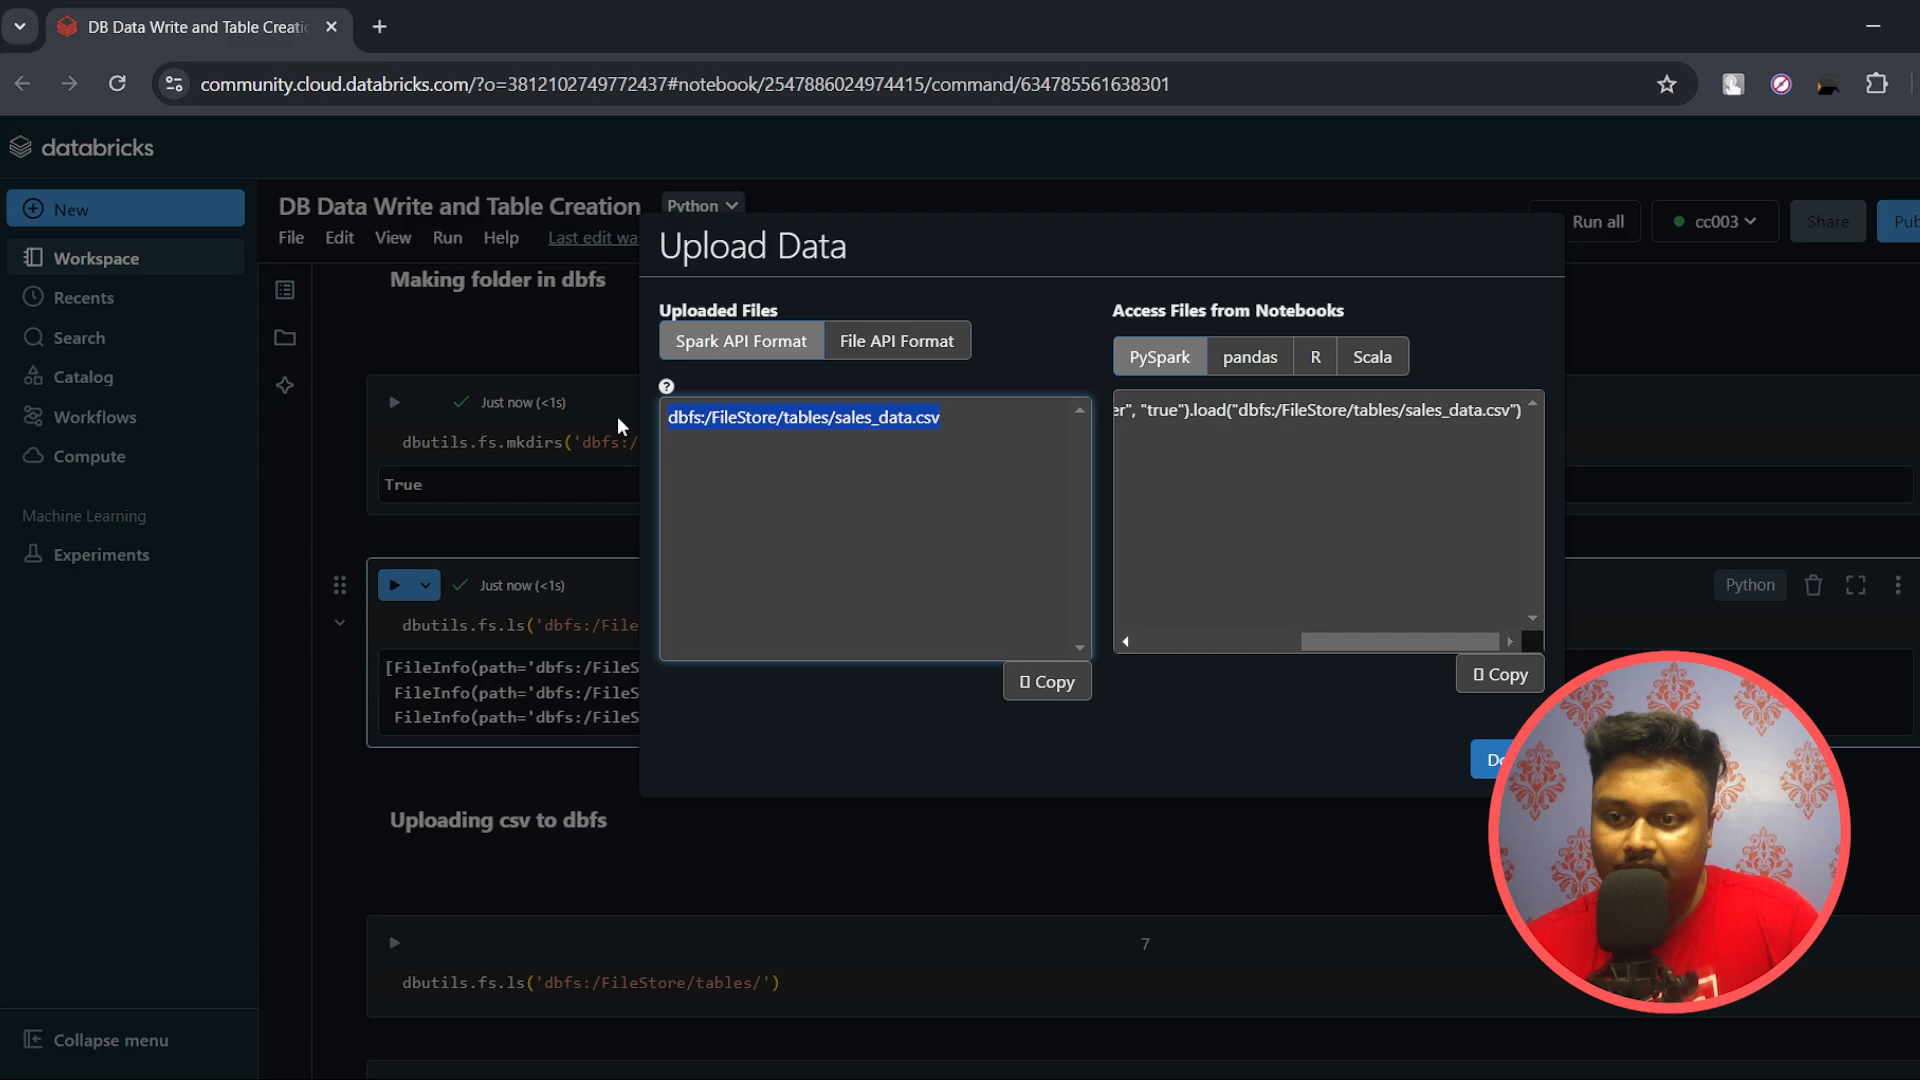 DB Data Write and Table Creatic
community.cloud.databricks.com/?o=3812102749772437#notebook/2547886024974415/command/634785561638301
databricks
New
Workspace
Recents
Search
Catalog
Workflows
Compute
Machine Learning
Experiments
Collapse menu
DB Data Write and Table Creation
Python
File Edit View Run Help Last edit wa
Run all
cc003
Share
Pub
Making folder in dbfs
Just now (<1s)
dbutils.fs.mkdirs('dbfs:/
True
Just now (<1s)
Python
dbutils.fs.ls('dbfs:/File
[FileInfo(path='dbfs:/FileS
FileInfo(path='dbfs:/FileS
FileInfo(path='dbfs:/FileS
Uploading csv to dbfs
7
dbutils.fs.ls('dbfs:/FileStore/tables/')
Upload Data
Uploaded Files
Spark API Format File API Format
?
dbfs:/FileStore/tables/sales_data.csv
Copy
Access Files from Notebooks
PySpark pandas R Scala
er", "true").load("dbfs:/FileStore/tables/sales_data.csv")
Copy
Do